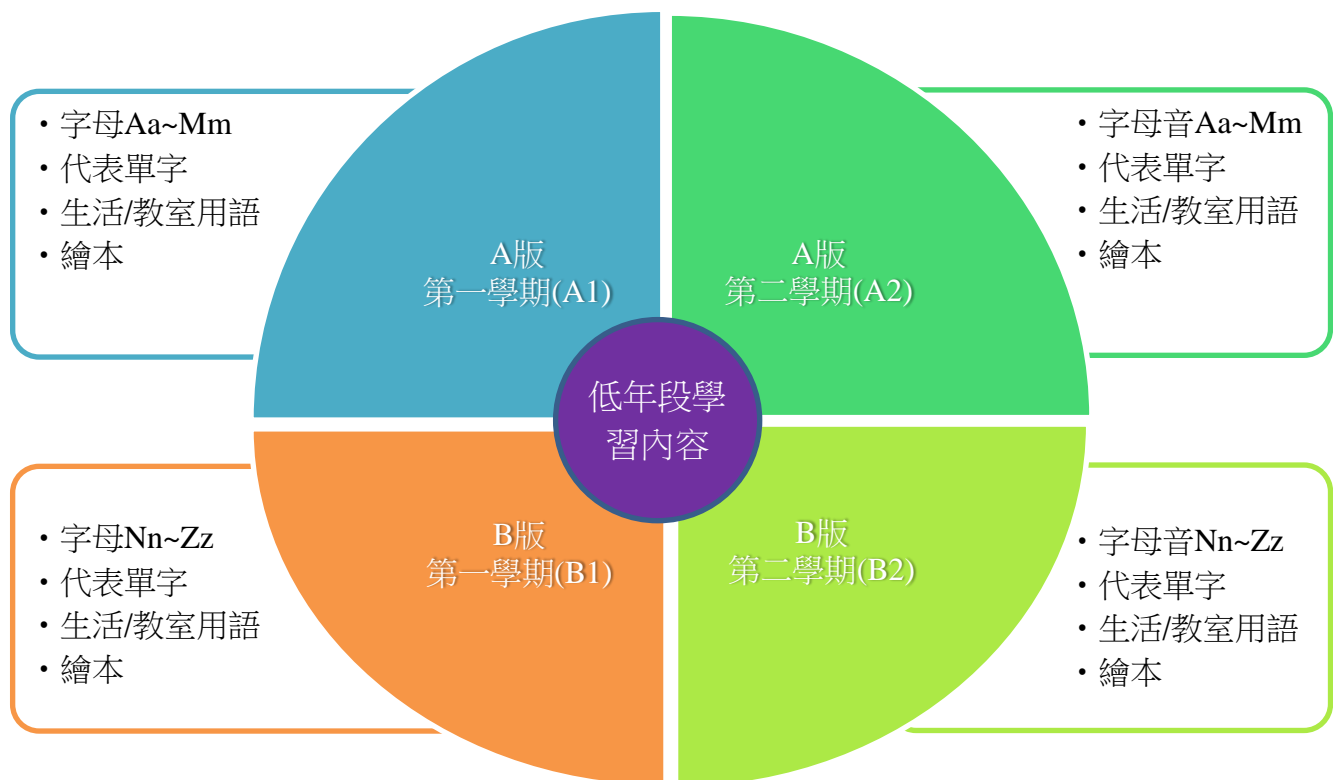 ・字母Aa~Mm
・代表單字
・生活/教室用語
・繪本
A版
第一學期(A1)
・字母音Aa~Mm
・代表單字
・生活/教室用語
・繪本
A版
第二學期(A2)
低年段學
習內容
・字母Nn~Zz
・代表單字
・生活/教室用語
・繪本
B版
第一學期(B1)
・字母音Nn~Zz
・代表單字
・生活/教室用語
・繪本
B版
第二學期(B2)